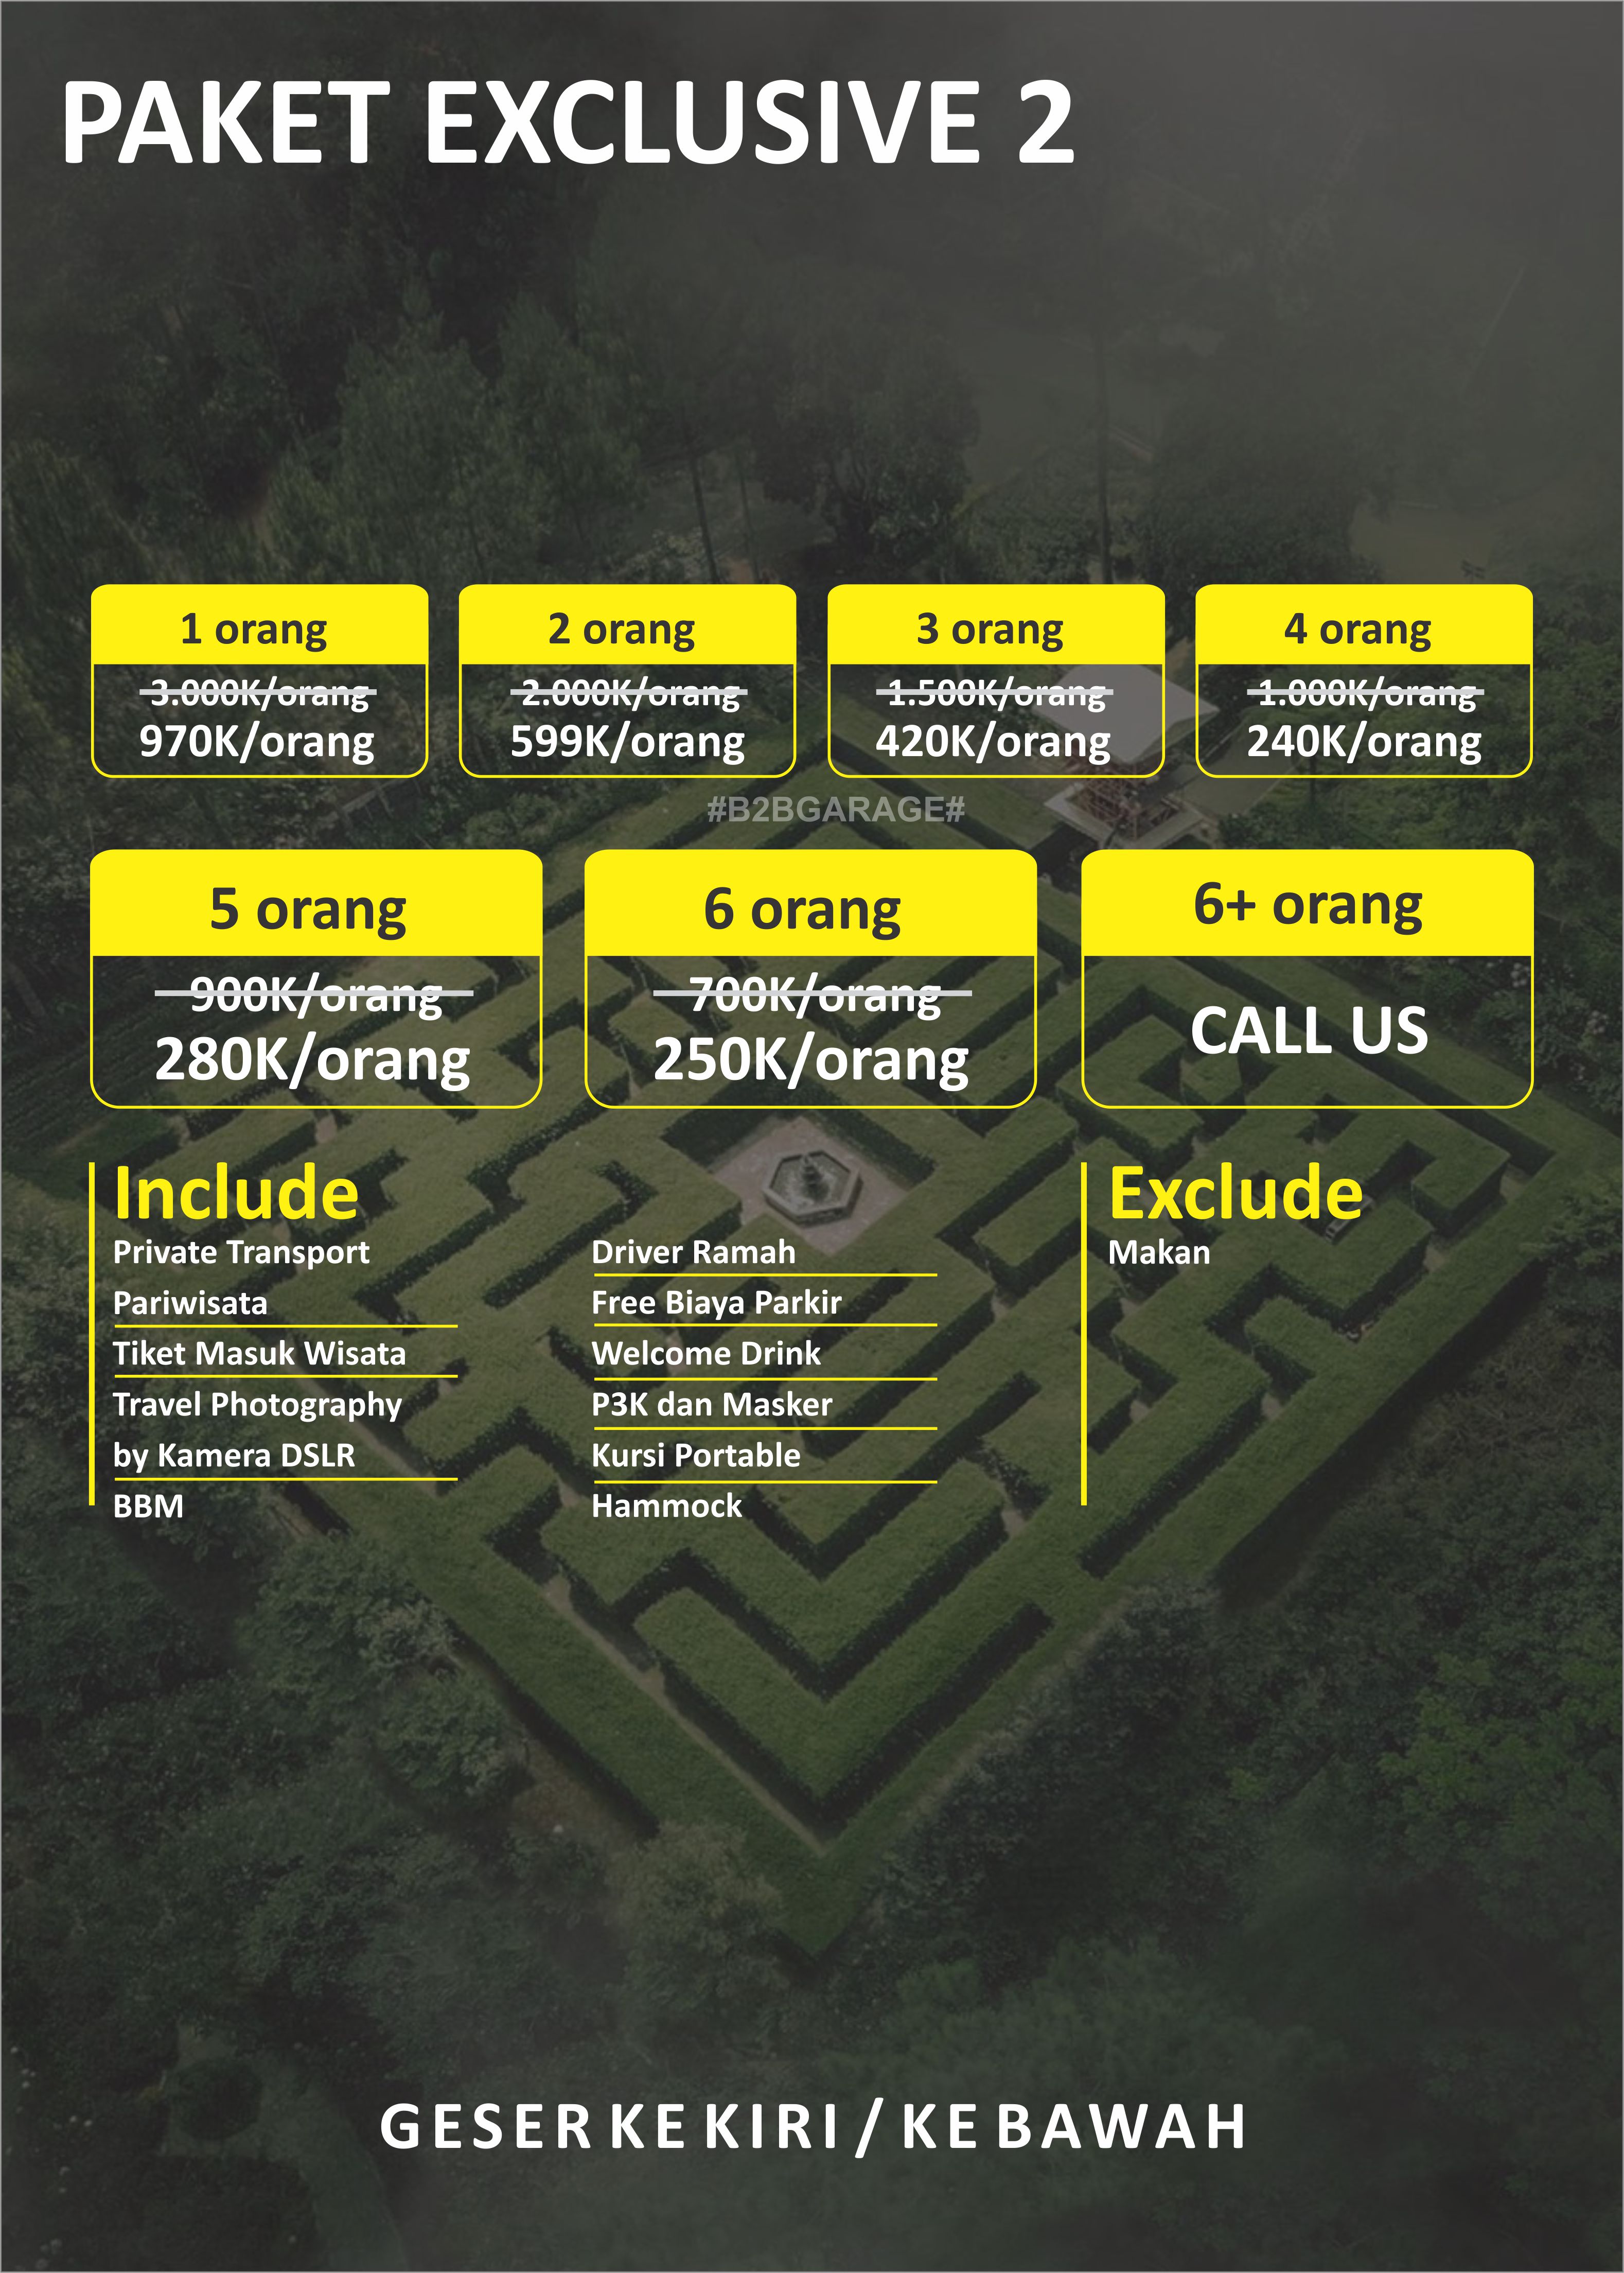 PAKET EXCLUSIVE 2
1 orang
3.000K/orang
970K/orang
2 orang
2.000K/orang
599K/orang
3 orang
1.500K/orang
420K/orang
4 orang
1.000K/orang
240K/orang
#B2BGARAGE#
5 orang
900K/orang
280K/orang
6 orang
700K/orang
250K/orang
6+ orang
CALL US
Include
Private Transport
Pariwisata
Tiket Masuk Wisata
Travel Photography
by Kamera DSLR
BBM
Driver Ramah
Free Biaya Parkir
Welcome Drink
P3K dan Masker
Kursi Portable
Hammock
Exclude
Makan
GESER KE KIRI / KE BAWAH